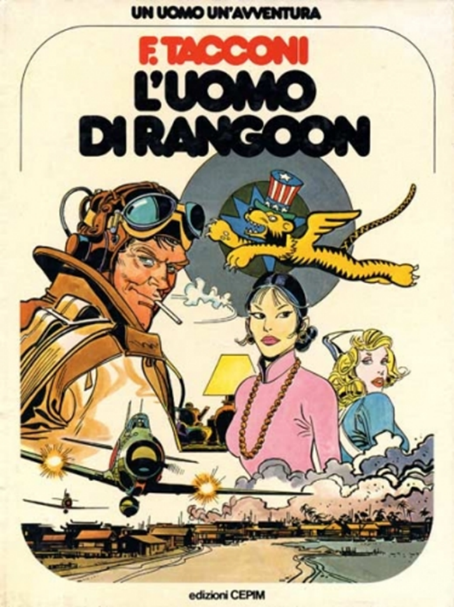 UN UOMO UN'AVVENTURA
F. TACCONI
L'UOMO
DI RANGOON
edizioni CEPIM